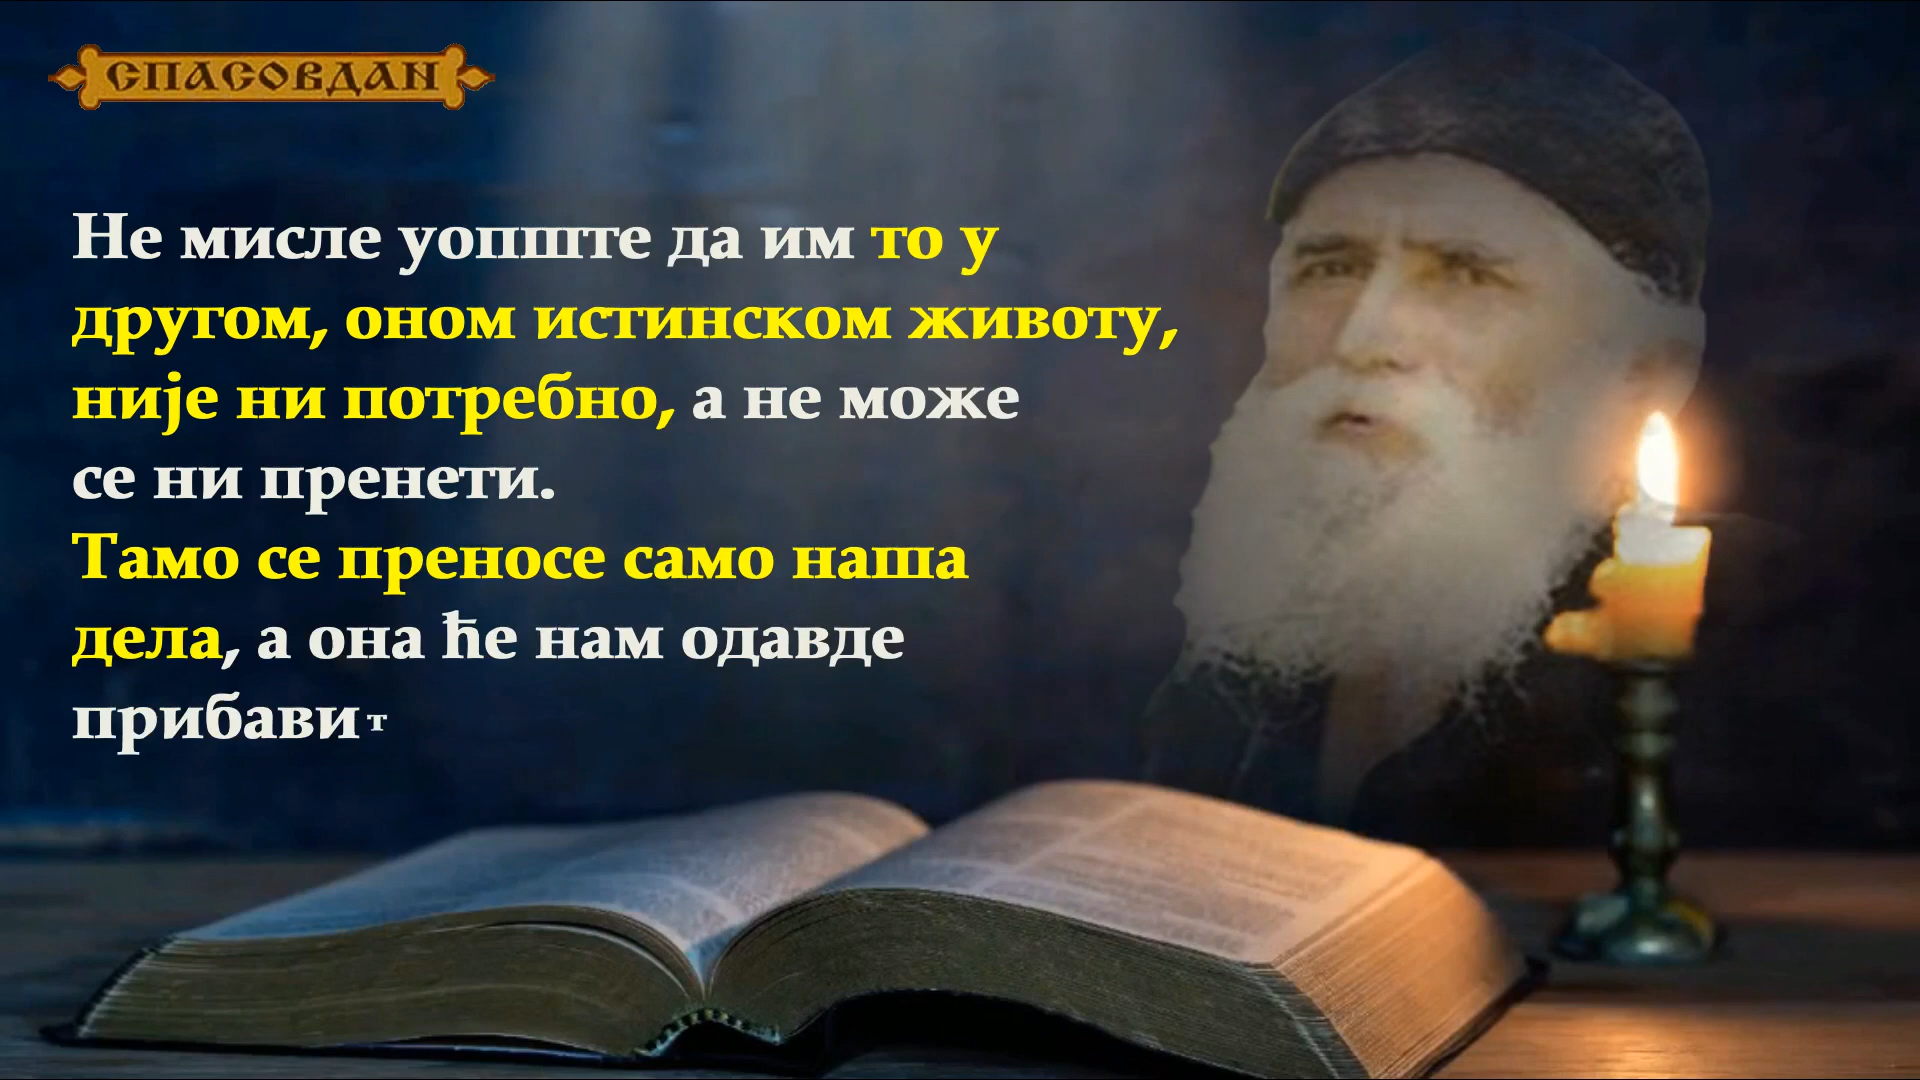 СПАСОВДАН
Не мисле уопште да им то у
другом, оном истинском животу,
није ни потребно, а не може
се ни пренети.
Тамо се преносе само наша
дела, а она ће нам одавде
прибавит